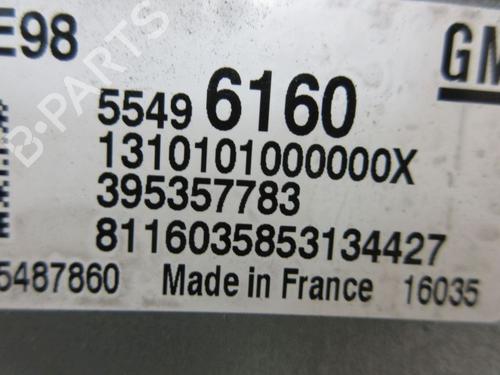 E98
GM
5549 6160
1310101000000X
395357783
8116035853134427
5487860 Made in France 16035
B-PARTS